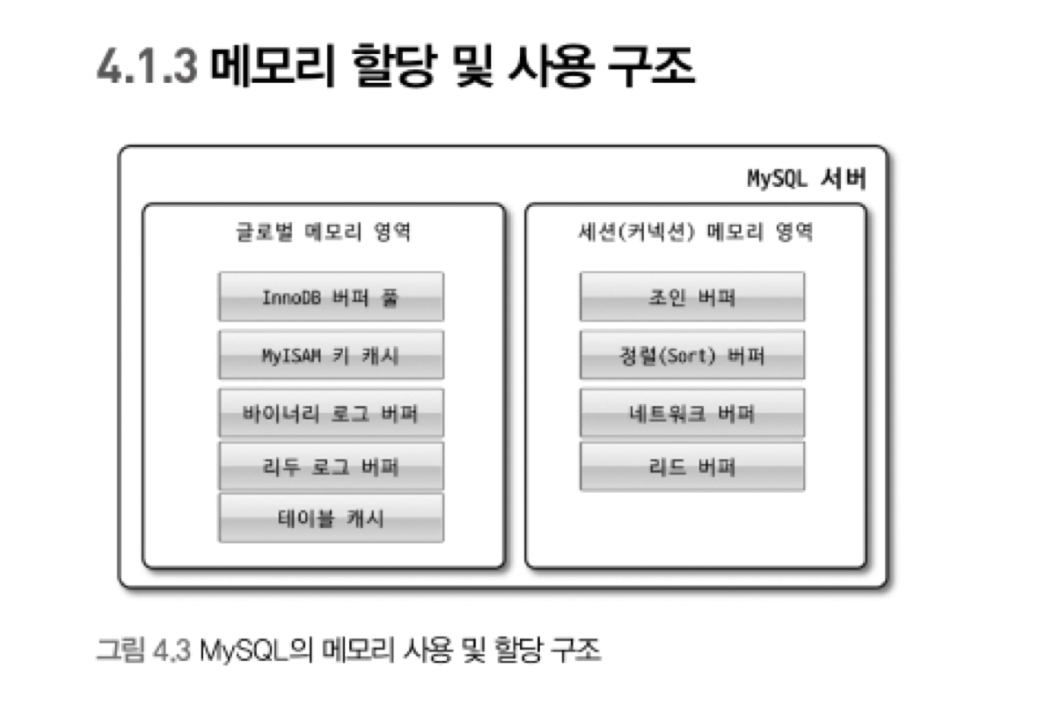 4.1.3 메모리 할당 및 사용 구조
MySQL 서버
글로벌 메모리 영역
InnoDB 버퍼 풀
MyISAM 키 캐시
바이너리 로그 버퍼
리두 로그 버퍼
테이블 캐시
세션(커넥션) 메모리 영역
조인 버퍼
정렬(Sort) 버퍼
네트워크 버퍼
리드 버퍼
그림 4.3 MySQL의 메모리 사용 및 할당 구조